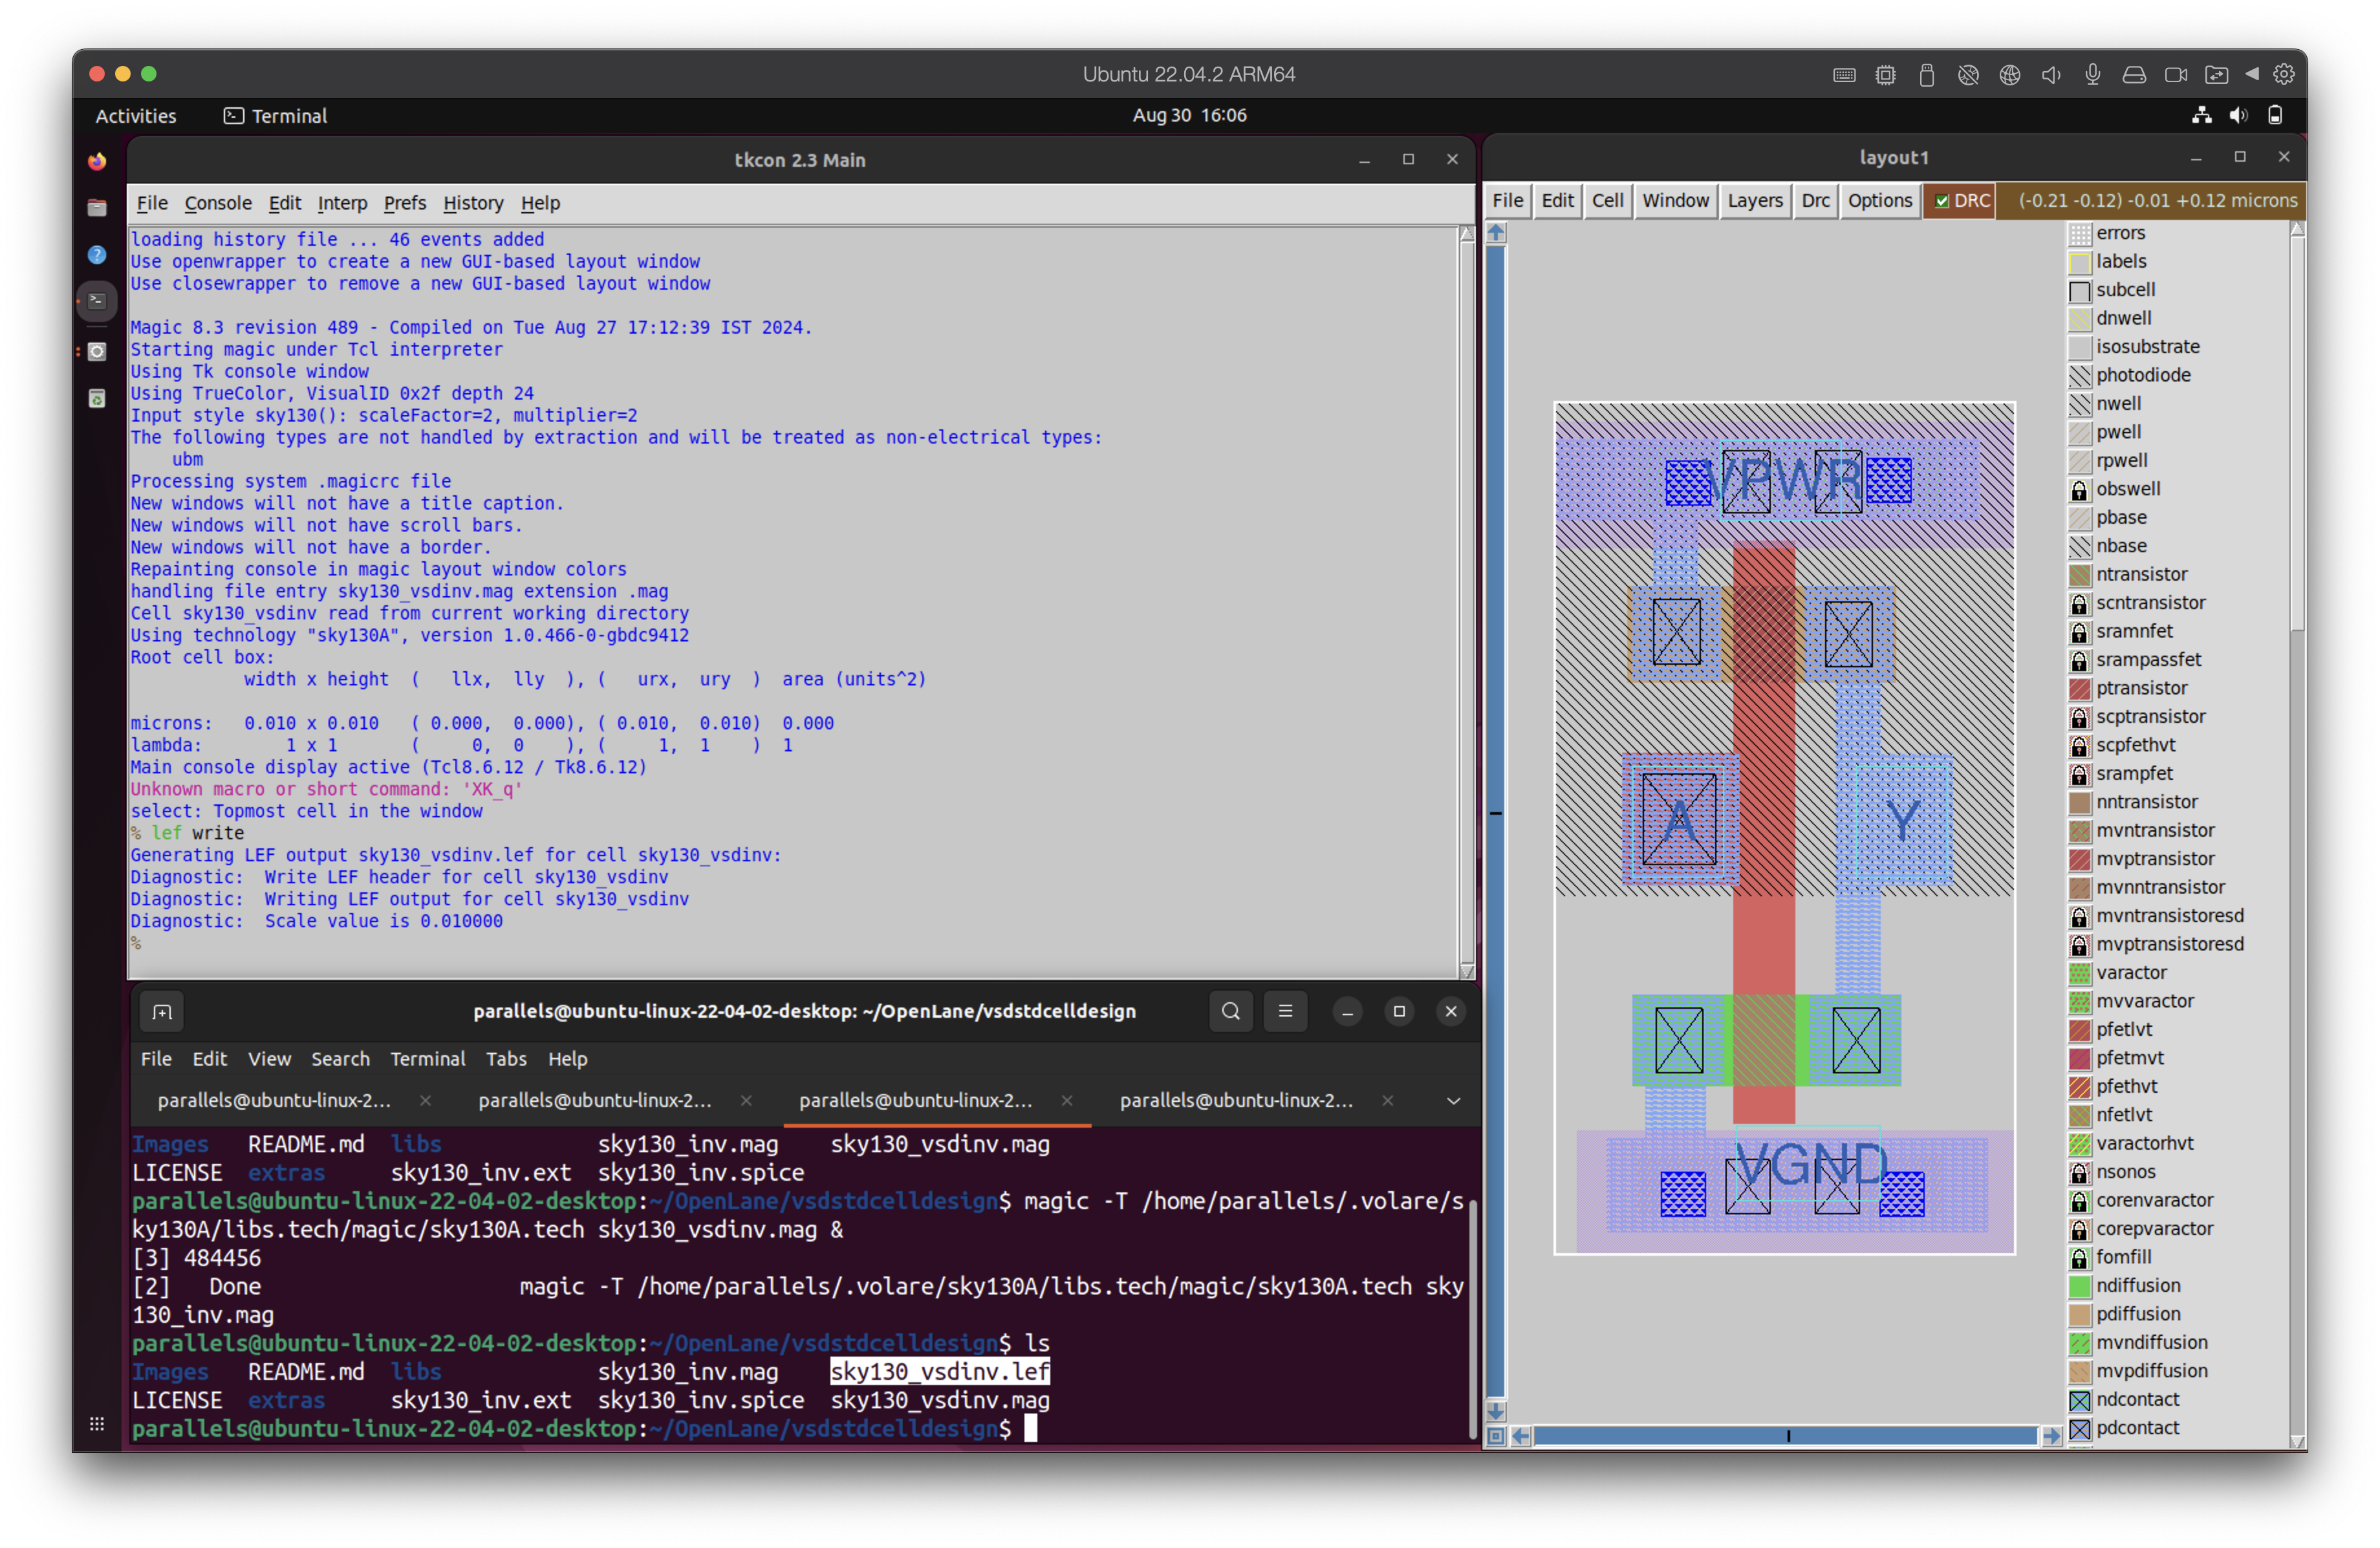 Ubuntu 22.04.2 ARM64
Activities
Terminal
Aug 30 16:06
tkcon 2.3 Main
File Console Edit Interp Prefs History Help
loading history file ... 46 events added
Use openwrapper to create a new GUI-based layout window
Use closewrapper to remove a new GUI-based layout window
Magic 8.3 revision 489 - Compiled on Tue Aug 27 17:12:39 IST 2024.
Starting magic under Tcl interpreter
Using Tk console window
Using TrueColor, VisualID 0x2f depth 24
Input style sky130(): scaleFactor=2, multiplier=2
The following types are not handled by extraction and will be treated as non-electrical types:
    ubm
Processing system .magicrc file
New windows will not have a title caption.
New windows will not have scroll bars.
New windows will not have a border.
Repainting console in magic layout window colors
handling file entry sky130_vsdinv.mag extension .mag
Cell sky130_vsdinv read from current working directory
Using technology "sky130A", version 1.0.466-0-gbdc9412
Root cell box:
           width x height  (   llx,  lly  ), (   urx,  ury  )  area (units^2)
microns:   0.010 x 0.010   ( 0.000,  0.000), ( 0.010,  0.010)  0.000
lambda:        1 x 1       (     0,  0    ), (     1,  1    )  1
Main console display active (Tcl8.6.12 / Tk8.6.12)
Unknown macro or short command: 'XK_q'
select: Topmost cell in the window
% lef write
Generating LEF output sky130_vsdinv.lef for cell sky130_vsdinv:
Diagnostic:  Write LEF header for cell sky130_vsdinv
Diagnostic:  Writing LEF output for cell sky130_vsdinv
Diagnostic:  Scale value is 0.010000
%
parallels@ubuntu-linux-22-04-02-desktop: ~/OpenLane/vsdstdcelldesign
File Edit View Search Terminal Tabs Help
parallels@ubuntu-linux-2... parallels@ubuntu-linux-2... parallels@ubuntu-linux-2... parallels@ubuntu-linux-2...
Images README.md libs sky130_inv.mag sky130_vsdinv.mag
LICENSE extras sky130_inv.ext sky130_inv.spice
parallels@ubuntu-linux-22-04-02-desktop:~/OpenLane/vsdstdcelldesign$ magic -T /home/parallels/.volare/s
ky130A/libs.tech/magic/sky130A.tech sky130_vsdinv.mag &
[3] 484456
[2]   Done                    magic -T /home/parallels/.volare/sky130A/libs.tech/magic/sky130A.tech sky
130_inv.mag
parallels@ubuntu-linux-22-04-02-desktop:~/OpenLane/vsdstdcelldesign$ ls
Images README.md libs sky130_inv.mag sky130_vsdinv.lef
LICENSE extras sky130_inv.ext sky130_inv.spice sky130_vsdinv.mag
parallels@ubuntu-linux-22-04-02-desktop:~/OpenLane/vsdstdcelldesign$
layout1
File Edit Cell Window Layers Drc Options DRC (-0.21 -0.12) -0.01 +0.12 microns
VPWR
A
Y
VGND
errors
labels
subcell
dnwell
isosubstrate
photodiode
nwell
pwell
rpwell
obswell
pbase
nbase
ntransistor
scntransistor
sramnfet
srampassfet
ptransistor
scptransistor
scpfethvt
srampfet
nntransistor
mvntransistor
mvptransistor
mvnntransistor
mvntransistoresd
mvptransistoresd
varactor
mvvaractor
pfetlvt
pfetmvt
pfethvt
nfetlvt
varactorhvt
nsonos
corenvaractor
corepvaractor
fomfill
ndiffusion
pdiffusion
mvndiffusion
mvpdiffusion
ndcontact
pdcontact